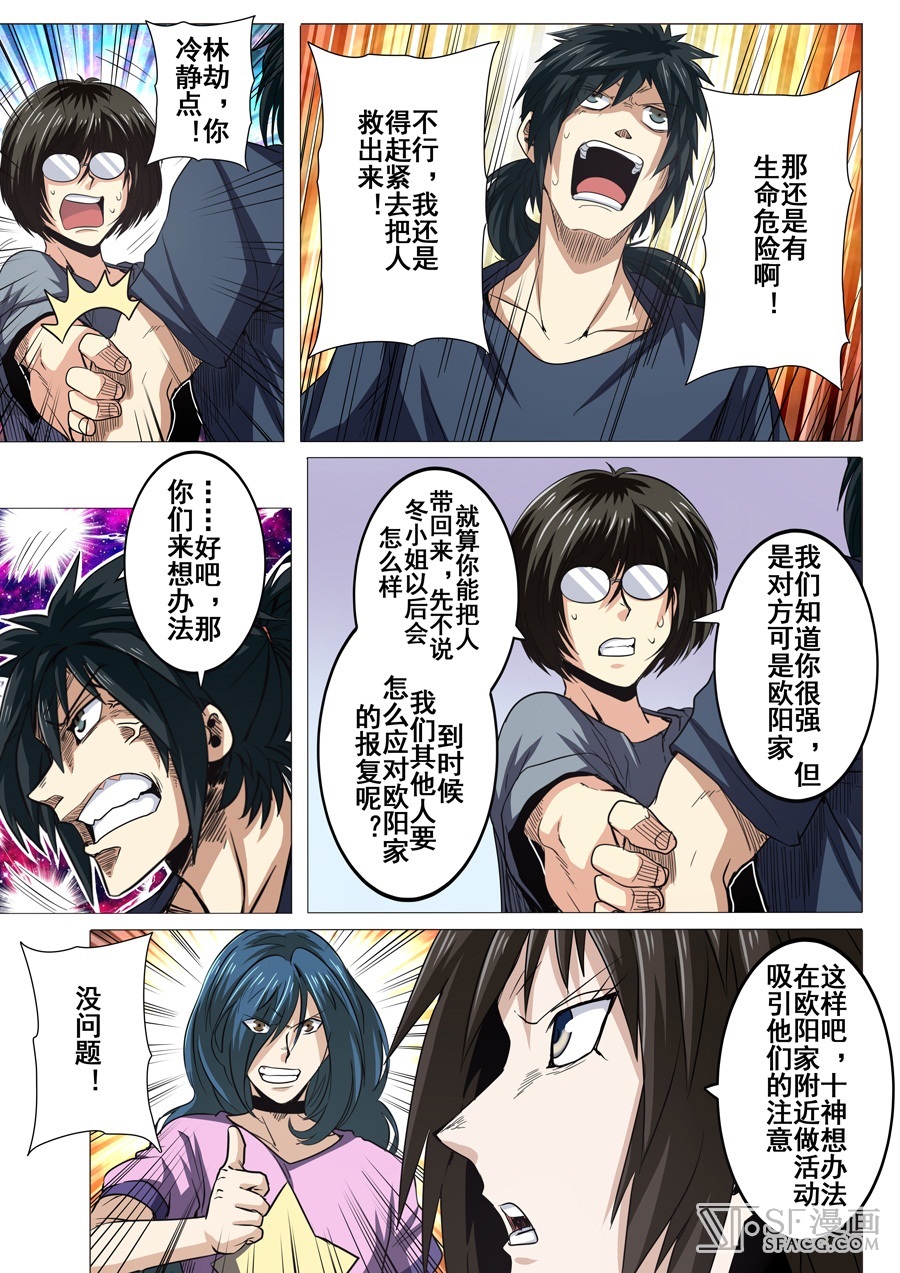 那还是有
生命危险啊！
不行，我还是
得赶紧去把人
救出来！
林劫，你
冷静点！
我们知道你很强，但
是对方可是欧阳家
就算你能把人
带回来，先不说
冬小姐以后会
怎么样
到时候
我们其他人要
怎么应对欧阳家
的报复呢？
……好吧，那
你们来想办法
这样吧，十神想办法
在欧阳家附近做活动
吸引他们的注意
没问题！
SF漫画
SFACG.COM